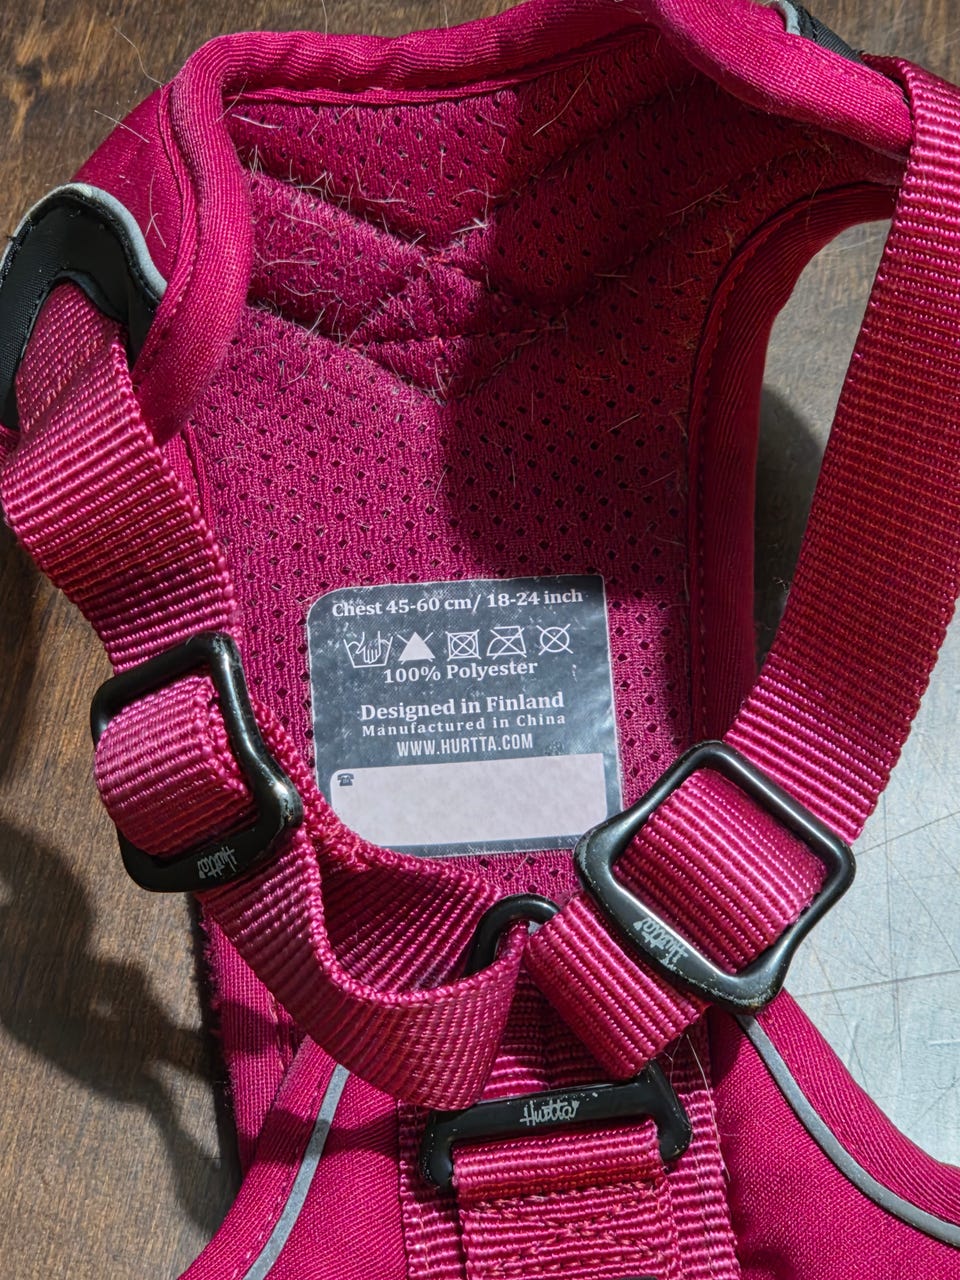 Chest 45-60 cm/ 18-24 inch
100% Polyester
Designed in Finland
Manufactured in China
WWW.HURTTA.COM
Hurtta
Hurtta
Hurtta